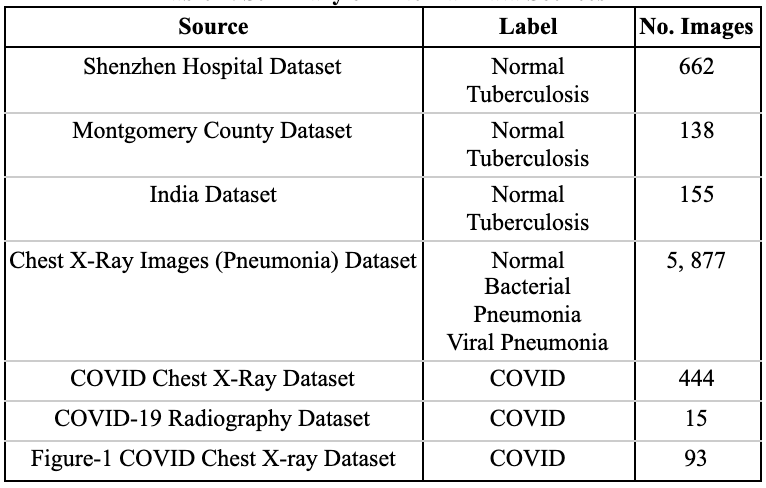 Source Label No. Images
Shenzhen Hospital Dataset Normal 662
Tuberculosis
Montgomery County Dataset Normal 138
Tuberculosis
India Dataset Normal 155
Tuberculosis
Chest X-Ray Images (Pneumonia) Dataset Normal 5, 877
Bacterial
Pneumonia
Viral Pneumonia
COVID Chest X-Ray Dataset COVID 444
COVID-19 Radiography Dataset COVID 15
Figure-1 COVID Chest X-ray Dataset COVID 93